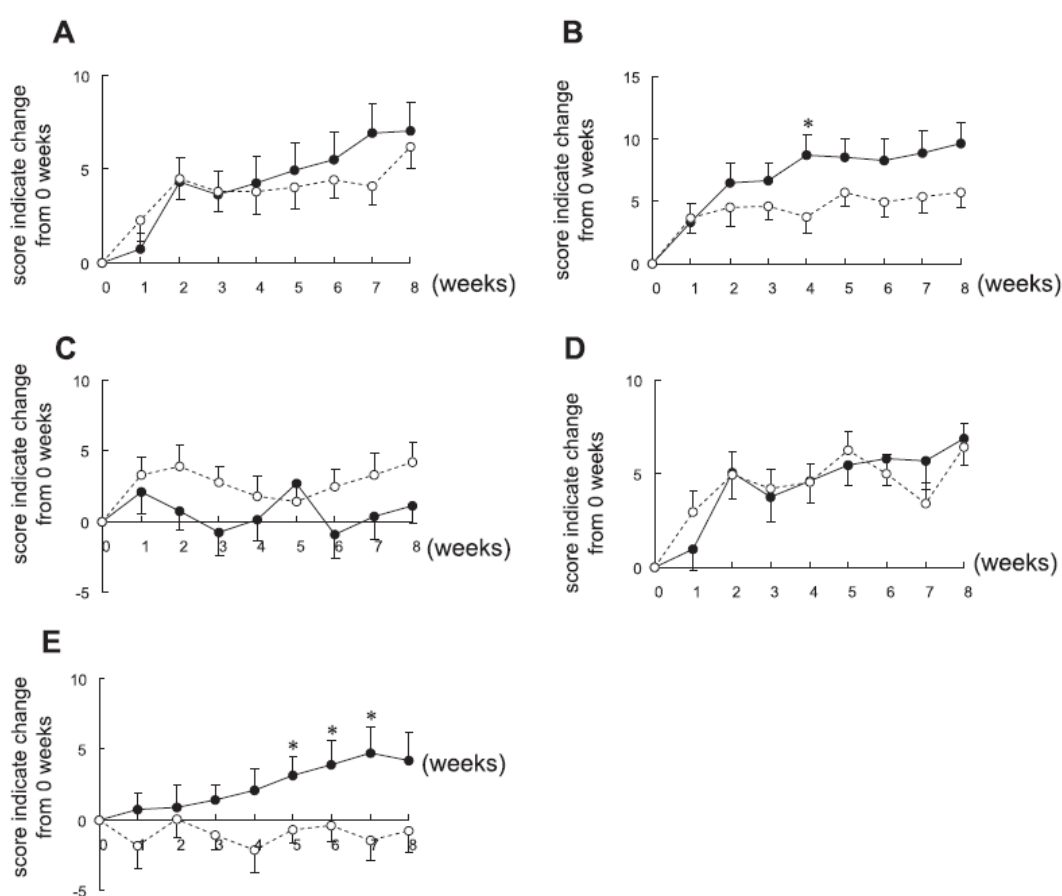 A
score indicate change
from 0 weeks
10
5
0
0 1 2 3 4 5 6 7 8 (weeks)
B
score indicate change
from 0 weeks
15
10
5
0
*
0 1 2 3 4 5 6 7 8 (weeks)
C
score indicate change
from 0 weeks
10
5
0
-5
0 1 2 3 4 5 6 7 8 (weeks)
D
score indicate change
from 0 weeks
10
5
0
0 1 2 3 4 5 6 7 8 (weeks)
E
score indicate change
from 0 weeks
10
5
0
-5
* * *
(weeks)
0 1 2 3 4 5 6 7 8